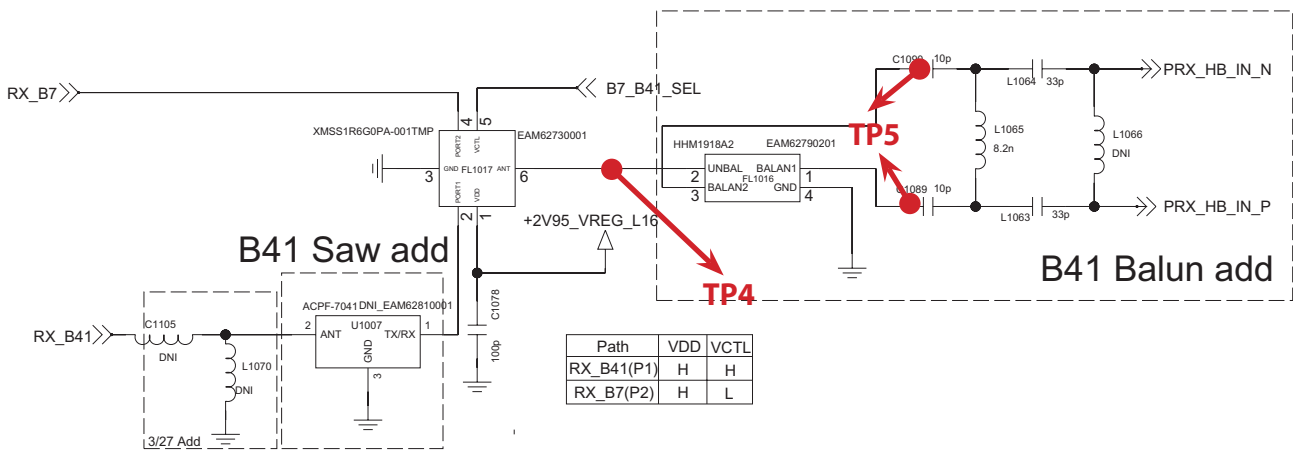 RX_B7
B7_B41_SEL
XMSS1R6G0PA-001TMP
EAM62730001
4
5
PORT2
VCTL
GND
FL1017
ANT
3
6
PORT1
VDD
2
1
+2V95_VREG_L16
B41 Saw add
ACPF-7041
DNI_EAM62810001
RX_B41
C1105
DNI
L1070
DNI
3/27 Add
2
ANT
U1007
TX/RX
1
GND
3
C1078
100p
TP4
TP5
HHM1918A2
EAM62790201
UNBAL
BALAN1
2
FL1016
1
BALAN2
GND
3
4
C1090
10p
L1064
33p
PRX_HB_IN_N
L1065
8.2n
L1066
DNI
C1089
10p
L1063
33p
PRX_HB_IN_P
B41 Balun add
Path VDD VCTL
RX_B41(P1) H H
RX_B7(P2) H L